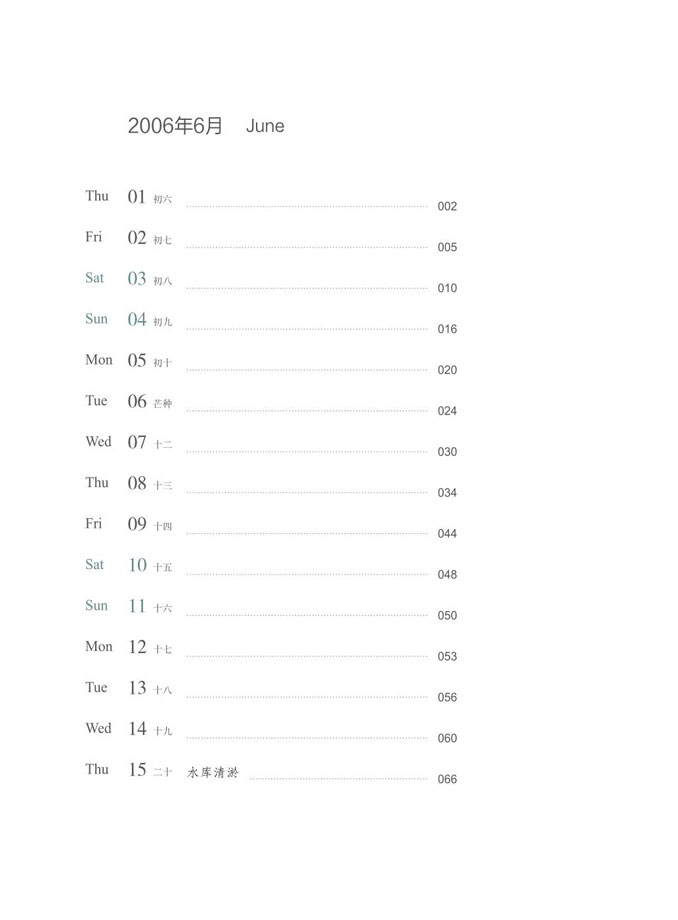 2006年6月 June
Thu 01 初六 002
Fri 02 初七 005
Sat 03 初八 010
Sun 04 初九 016
Mon 05 初十 020
Tue 06 芒种 024
Wed 07 十二 030
Thu 08 十三 034
Fri 09 十四 044
Sat 10 十五 048
Sun 11 十六 050
Mon 12 十七 053
Tue 13 十八 056
Wed 14 十九 060
Thu 15 二十 水库清淤 066